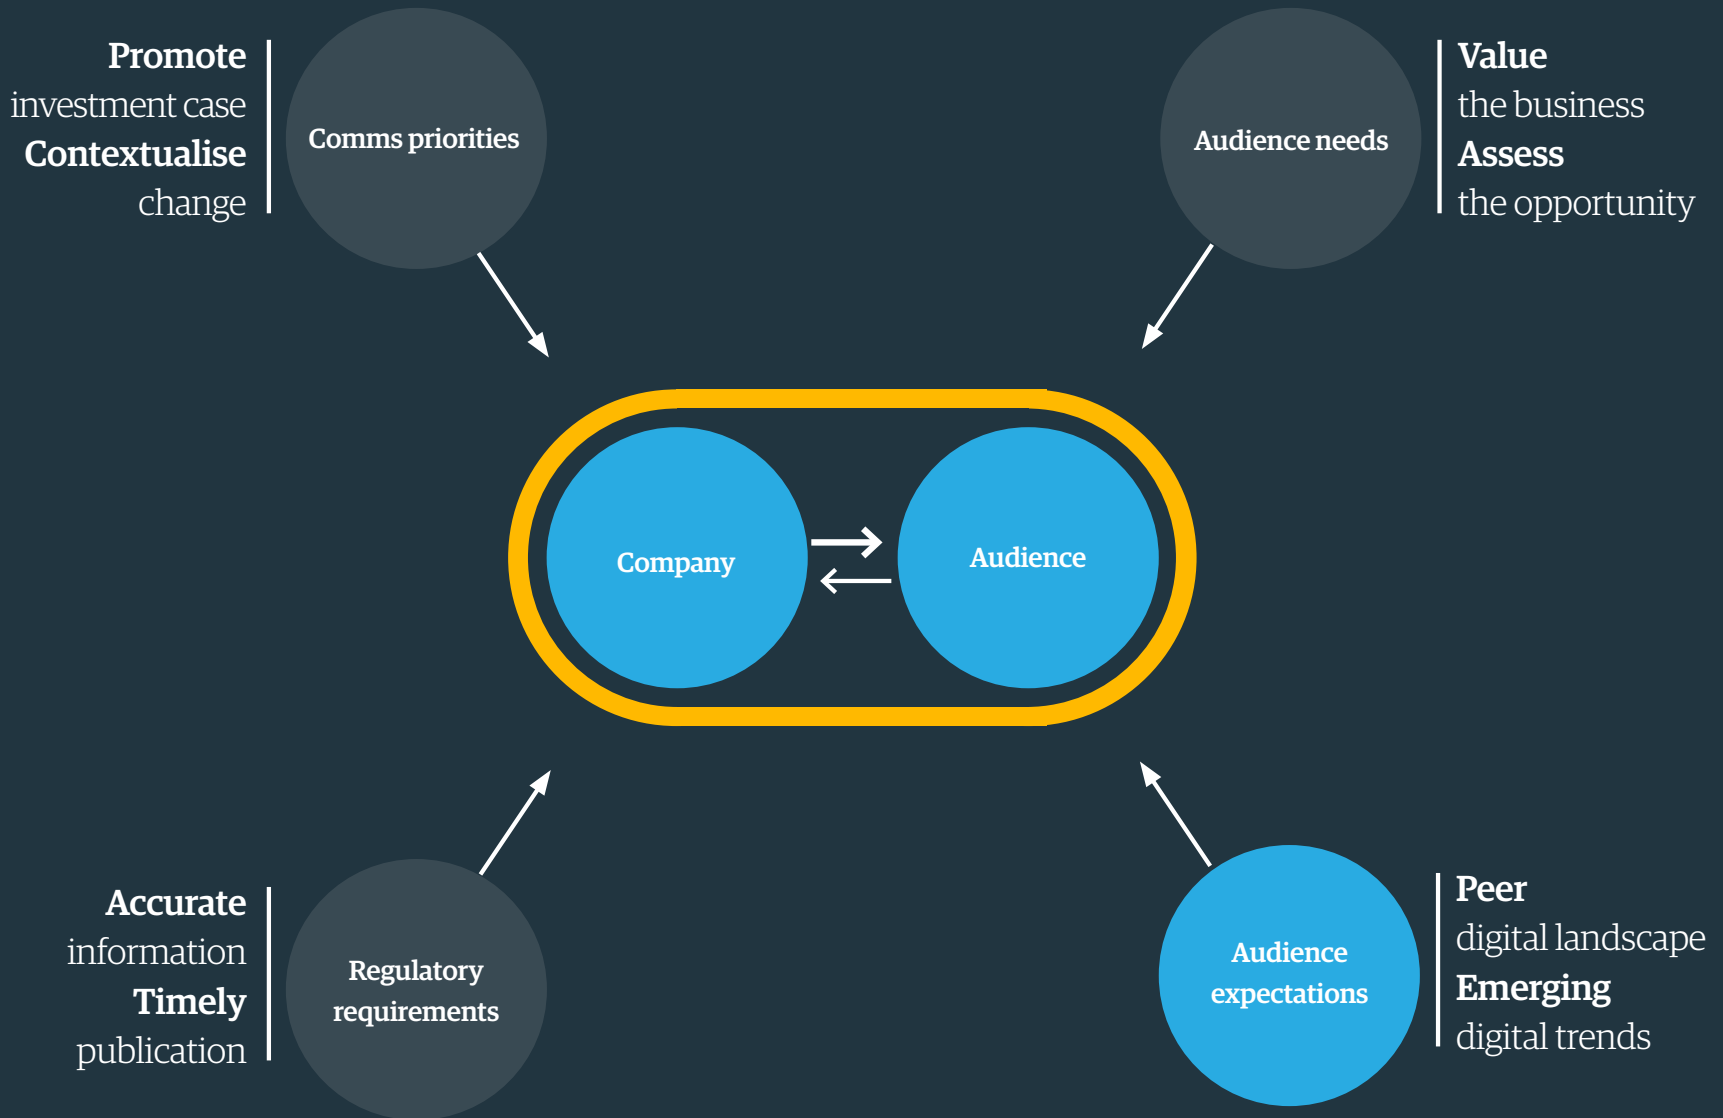 Promote
investment case
Contextualise
change
Comms priorities
Audience needs
Value
the business
Assess
the opportunity
Company
Audience
Accurate
information
Timely
publication
Regulatory
requirements
Audience
expectations
Peer
digital landscape
Emerging
digital trends